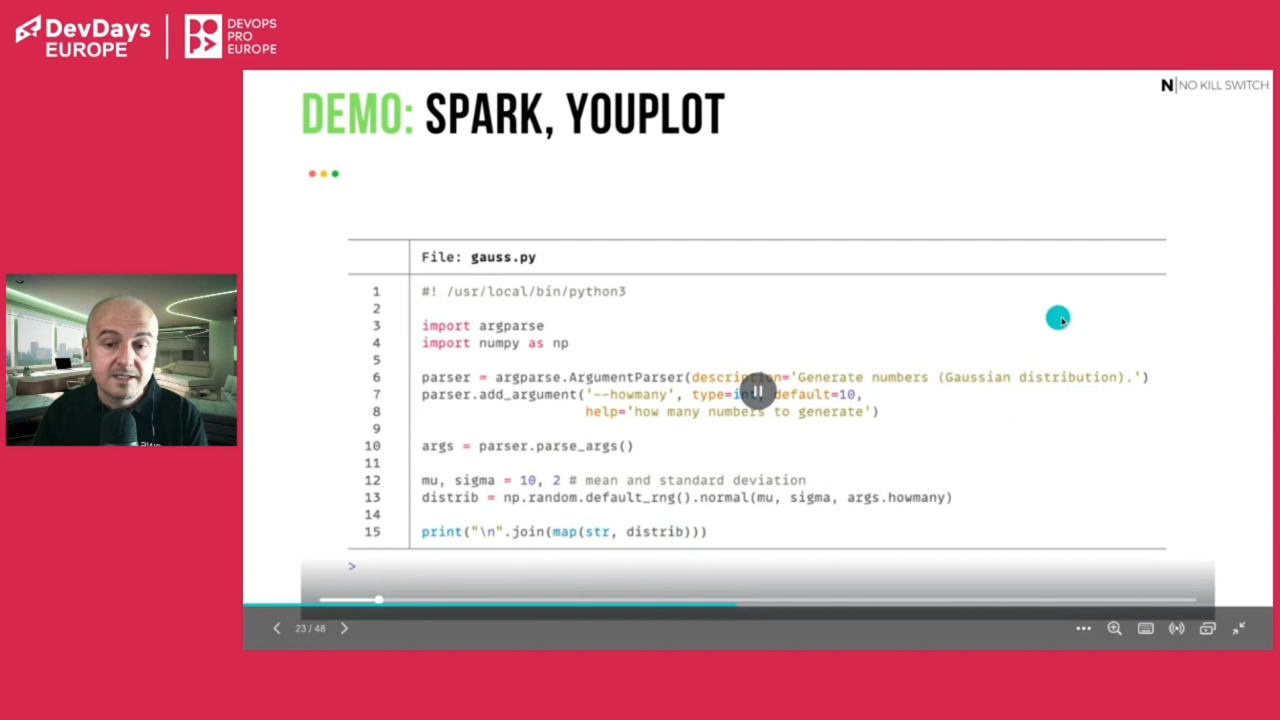 DevDays
EUROPE
DEVOPS
PRO
EUROPE
N NO KILL SWITCH
DEMO: SPARK, YOUPLOT
File: gauss.py
1 #! /usr/local/bin/python3
2
3 import argparse
4 import numpy as np
5
6 parser = argparse.ArgumentParser(description='Generate numbers (Gaussian distribution).')
7 parser.add_argument('--howmany', type=int, default=10,
8 help='how many numbers to generate')
9
10 args = parser.parse_args()
11
12 mu, sigma = 10, 2 # mean and standard deviation
13 distrib = np.random.default_rng().normal(mu, sigma, args.howmany)
14
15 print("\n".join(map(str, distrib)))
>
23 / 48